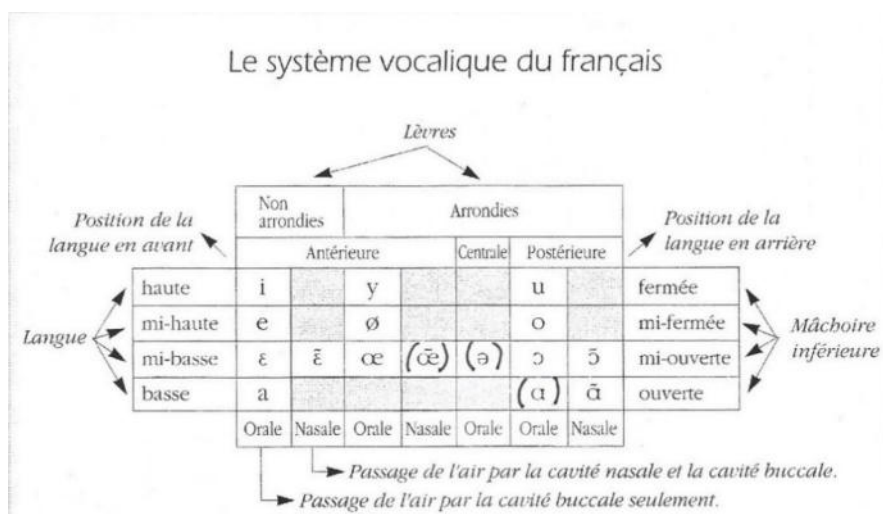 Le système vocalique du français
Lèvres
Non arrondies
Arrondies
Position de la langue en avant
Position de la langue en arrière
Antérieure Centrale Postérieure
haute i y u fermée
mi-haute e ø o mi-fermée
Langue
Mâchoire inférieure
mi-basse ɛ ɛ̃ œ (œ̃) (ə) ɔ ɔ̃ mi-ouverte
basse a (ɑ) ɑ̃ ouverte
Orale Nasale Orale Nasale Orale Orale Nasale
Passage de l'air par la cavité nasale et la cavité buccale.
Passage de l'air par la cavité buccale seulement.